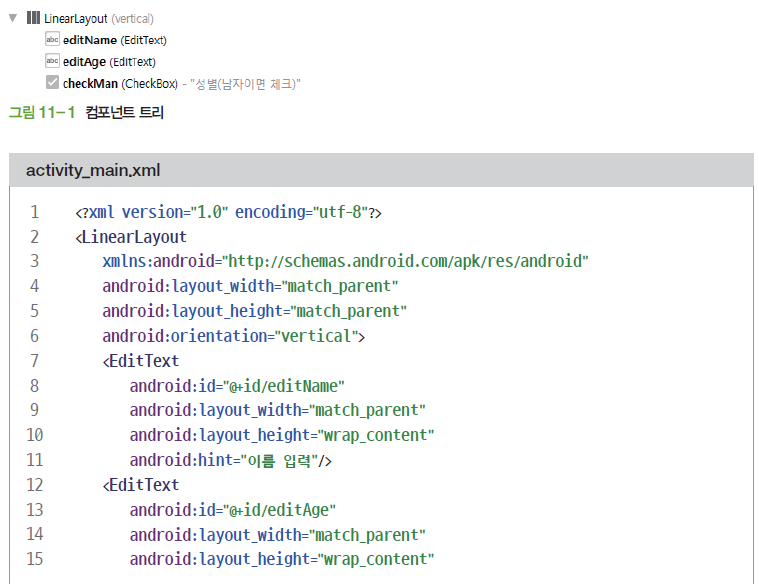 LinearLayout (vertical)
abc editName (EditText)
abc editAge (EditText)
checkMan (CheckBox) - "성별(남자이면 체크)"
그림 11-1 컴포넌트 트리
activity_main.xml
1 <?xml version="1.0" encoding="utf-8"?>
2 <LinearLayout
3 xmlns:android="http://schemas.android.com/apk/res/android"
4 android:layout_width="match_parent"
5 android:layout_height="match_parent"
6 android:orientation="vertical">
7 <EditText
8 android:id="@+id/editName"
9 android:layout_width="match_parent"
10 android:layout_height="wrap_content"
11 android:hint="이름 입력"/>
12 <EditText
13 android:id="@+id/editAge"
14 android:layout_width="match_parent"
15 android:layout_height="wrap_content"